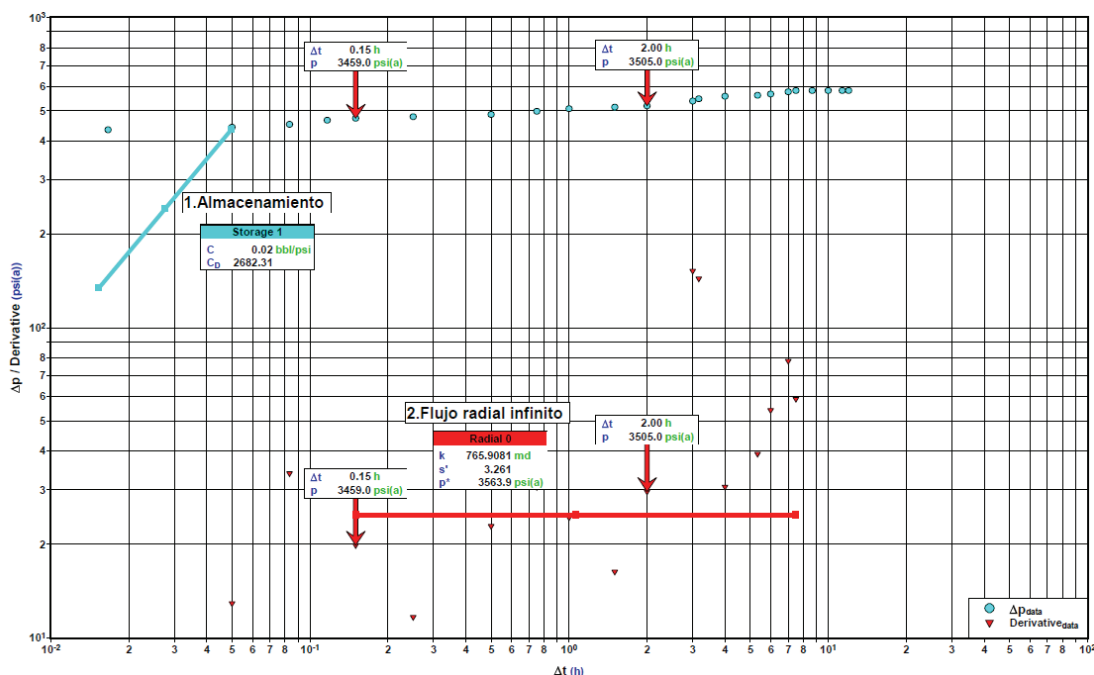 10³
8
7
6
5
4
3
2
10²
8
7
6
5
4
3
2
10¹
Δp / Derivative (psi(a))
Δt 0.15 h
p 3459.0 psi(a)
Δt 2.00 h
p 3505.0 psi(a)
1.Almacenamiento
Storage 1
C 0.02 bbl/psi
C_D 2682.31
2.Flujo radial infinito
Radial 0
k 765.9081 md
s' 3.261
p* 3563.9 psi(a)
Δt 0.15 h
p 3459.0 psi(a)
Δt 2.00 h
p 3505.0 psi(a)
Δp data
Derivative data
10⁻² 2 3 4 5 6 7 8 10⁻¹ 2 3 4 5 6 7 8 10⁰ 2 3 4 5 6 7 8 10¹ 2 3 4 5 6 7 8 10²
Δt (h)